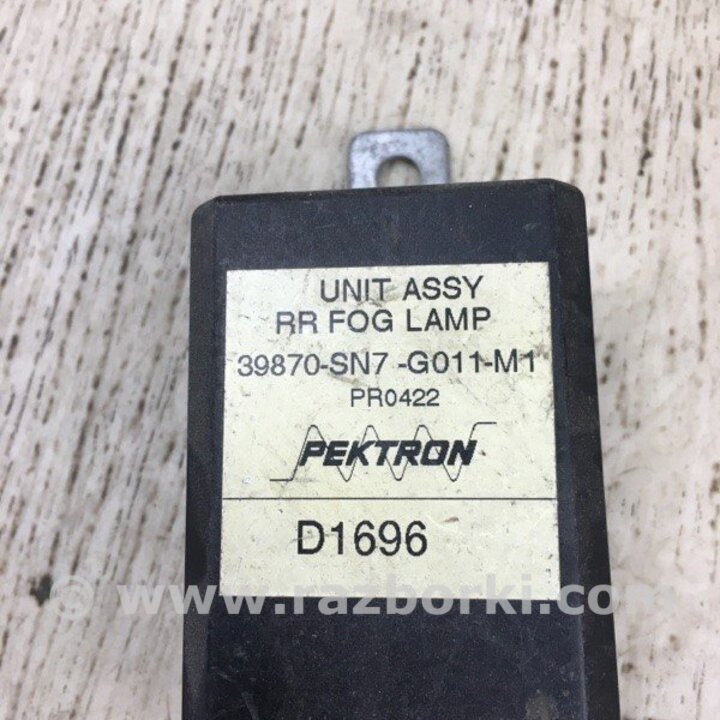 UNIT ASSY
RR FOG LAMP
39870-SN7 -G011-M1
PR0422
PEKTRON
D1696
© www.razborki.com